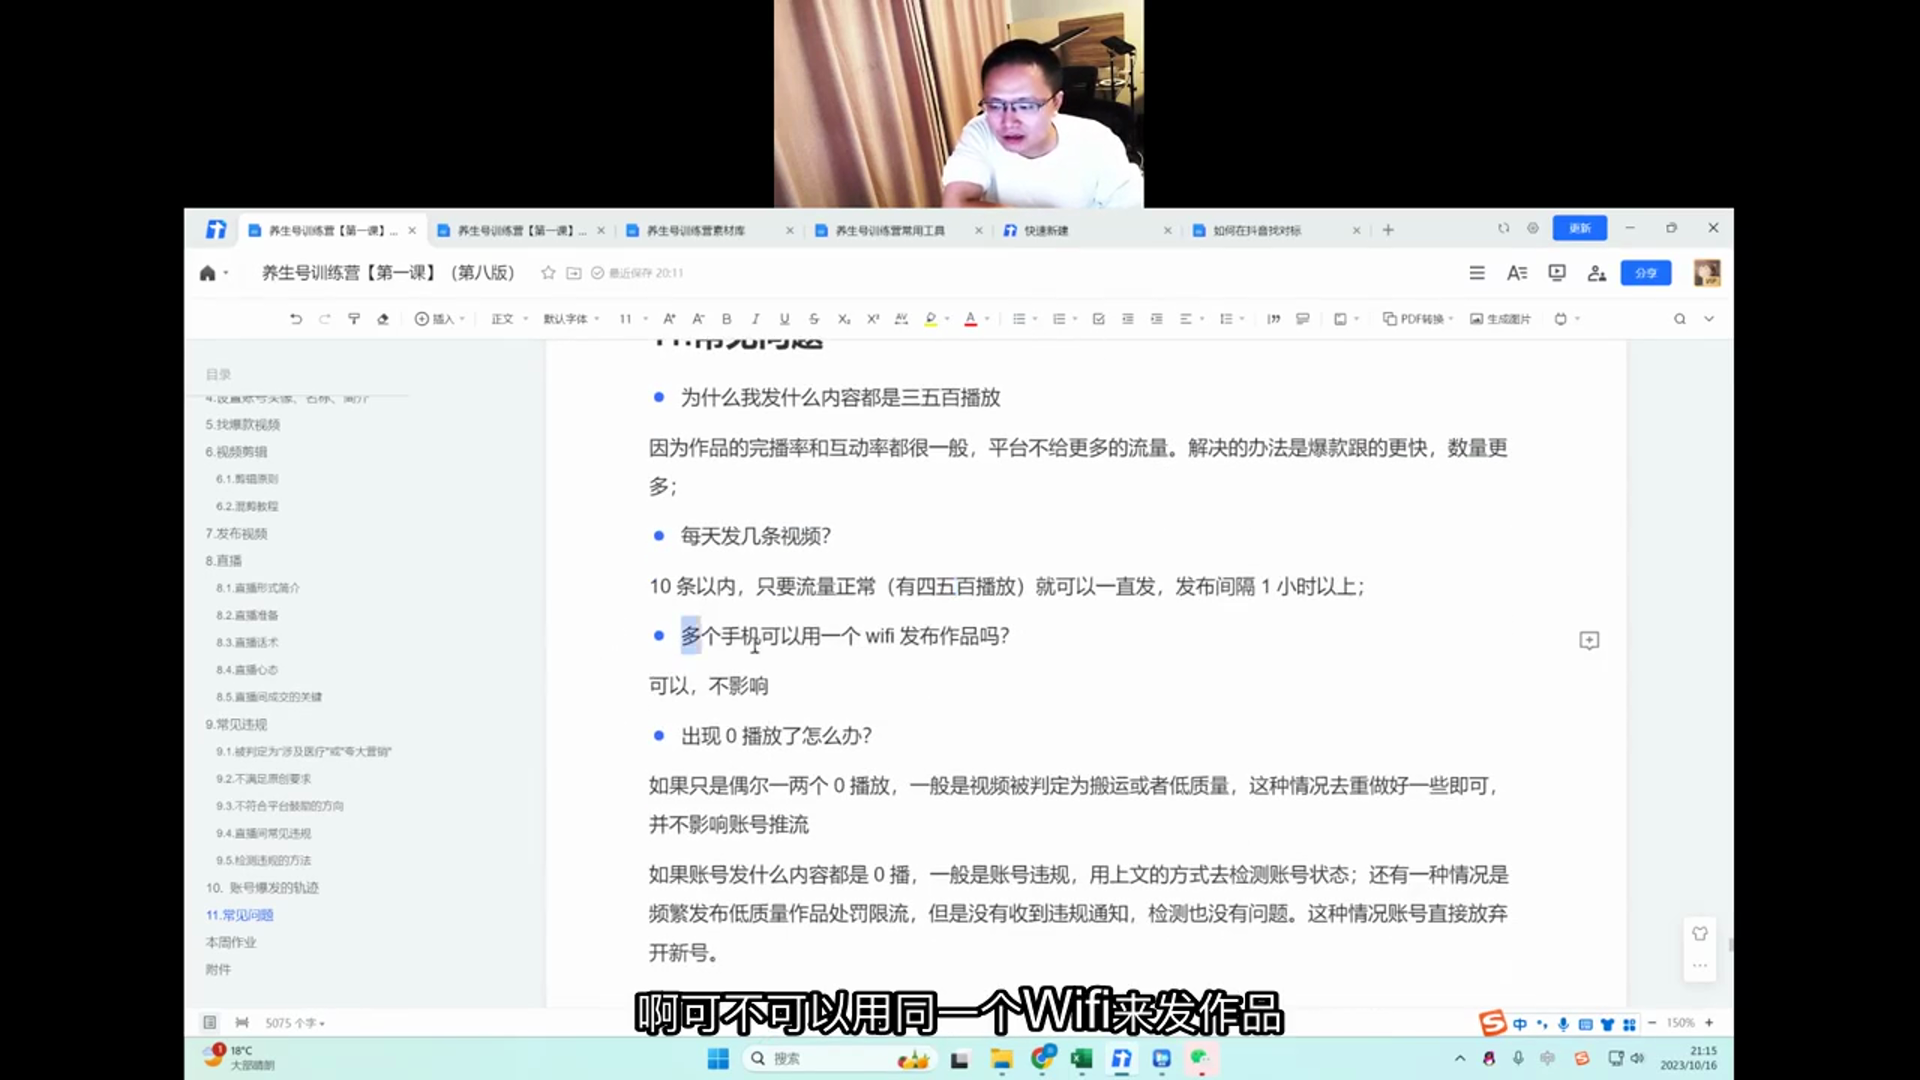 养生号训练营【第一课】...
养生号训练营【第一课】...
养生号训练营素材库
养生号训练营常用工具
快速新建
如何在抖音找对标
更新
养生号训练营【第一课】（第八版）
最近保存 20:11
分享
插入
正文
默认字体
11
PDF转换
生成图片
目录
4.设置账号头像、名称、简介
5.找爆款视频
6.视频剪辑
6.1.剪辑原则
6.2.混剪教程
7.发布视频
8.直播
8.1.直播形式简介
8.2.直播准备
8.3.直播话术
8.4.直播心态
8.5.直播间成交的关键
9.常见违规
9.1.被判定为“涉及医疗”或“夸大营销”
9.2.不满足原创要求
9.3.不符合平台鼓励的方向
9.4.直播间常见违规
9.5.检测违规的方法
10. 账号爆发的轨迹
11.常见问题
本周作业
附件
11.常见问题
为什么我发什么内容都是三五百播放
因为作品的完播率和互动率都很一般，平台不给更多的流量。解决的办法是爆款跟的更快，数量更
多；
每天发几条视频？
10 条以内，只要流量正常（有四五百播放）就可以一直发，发布间隔 1 小时以上；
多个手机可以用一个 wifi 发布作品吗？
可以，不影响
出现 0 播放了怎么办？
如果只是偶尔一两个 0 播放，一般是视频被判定为搬运或者低质量，这种情况去重做好一些即可，
并不影响账号推流
如果账号发什么内容都是 0 播，一般是账号违规，用上文的方式去检测账号状态；还有一种情况是
频繁发布低质量作品处罚限流，但是没有收到违规通知，检测也没有问题。这种情况账号直接放弃
开新号。
啊可不可以用同一个Wifi来发作品
5075 个字
中
150%
1
18°C
大部晴朗
搜索
21:15
2023/10/16